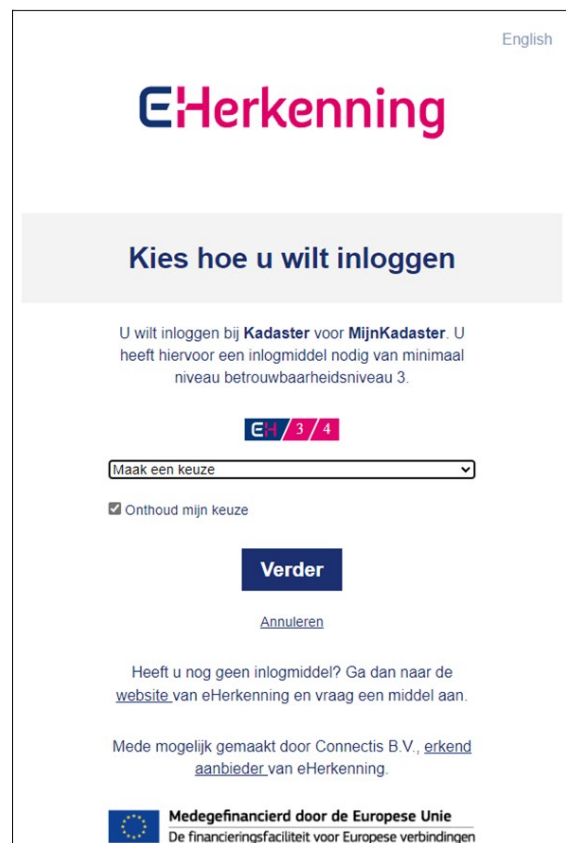 English
eHerkenning
Kies hoe u wilt inloggen
U wilt inloggen bij Kadaster voor MijnKadaster. U
heeft hiervoor een inlogmiddel nodig van minimaal
niveau betrouwbaarheidsniveau 3.
eH/3/4
Maak een keuze
Onthoud mijn keuze
Verder
Annuleren
Heeft u nog geen inlogmiddel? Ga dan naar de
website van eHerkenning en vraag een middel aan.
Mede mogelijk gemaakt door Connectis B.V., erkend
aanbieder van eHerkenning.
Medegefinancierd door de Europese Unie
De financieringsfaciliteit voor Europese verbindingen